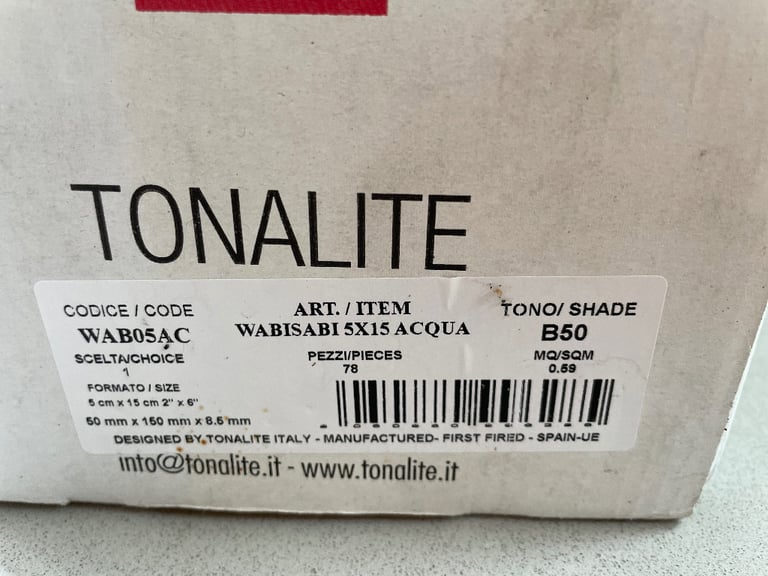 TONALITE
CODICE / CODE
WAB05AC
SCELTA/CHOICE
1
FORMATO / SIZE
5 cm x 15 cm 2" x 6"
50 mm x 150 mm x 8.5 mm
ART. / ITEM
WABISABI 5X15 ACQUA
PEZZI/PIECES
78
TONO/ SHADE
B50
MQ/SQM
0.59
DESIGNED BY TONALITE ITALY - MANUFACTURED- FIRST FIRED - SPAIN-UE
info@tonalite.it - www.tonalite.it